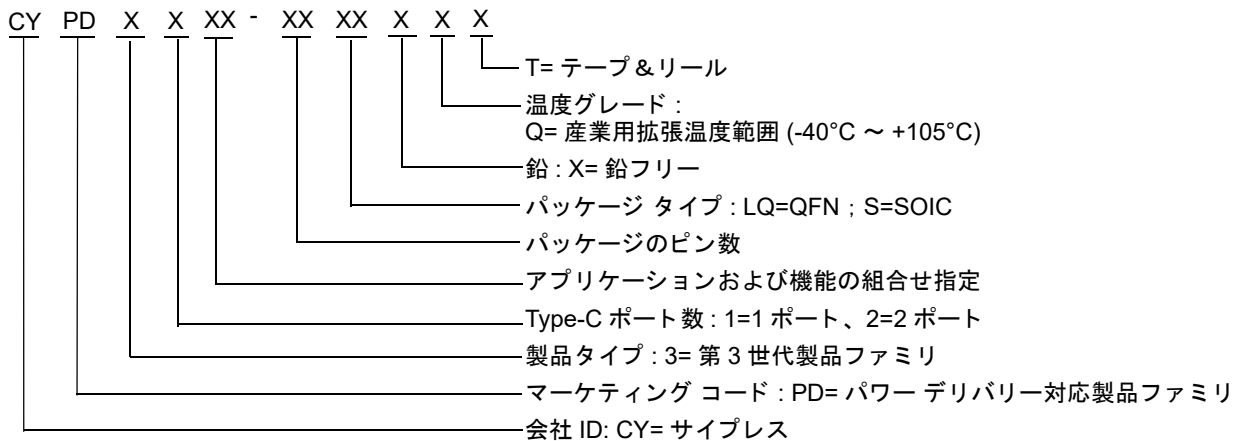 CY PD X X XX - XX XX X X X
T= テープ＆リール
温度グレード :
Q= 産業用拡張温度範囲 (-40°C ～ +105°C)
鉛 : X= 鉛フリー
パッケージ タイプ : LQ=QFN ; S=SOIC
パッケージのピン数
アプリケーションおよび機能の組合せ指定
Type-C ポート数 : 1=1 ポート、2=2 ポート
製品タイプ : 3= 第 3 世代製品ファミリ
マーケティング コード : PD= パワー デリバリー対応製品ファミリ
会社 ID: CY= サイプレス